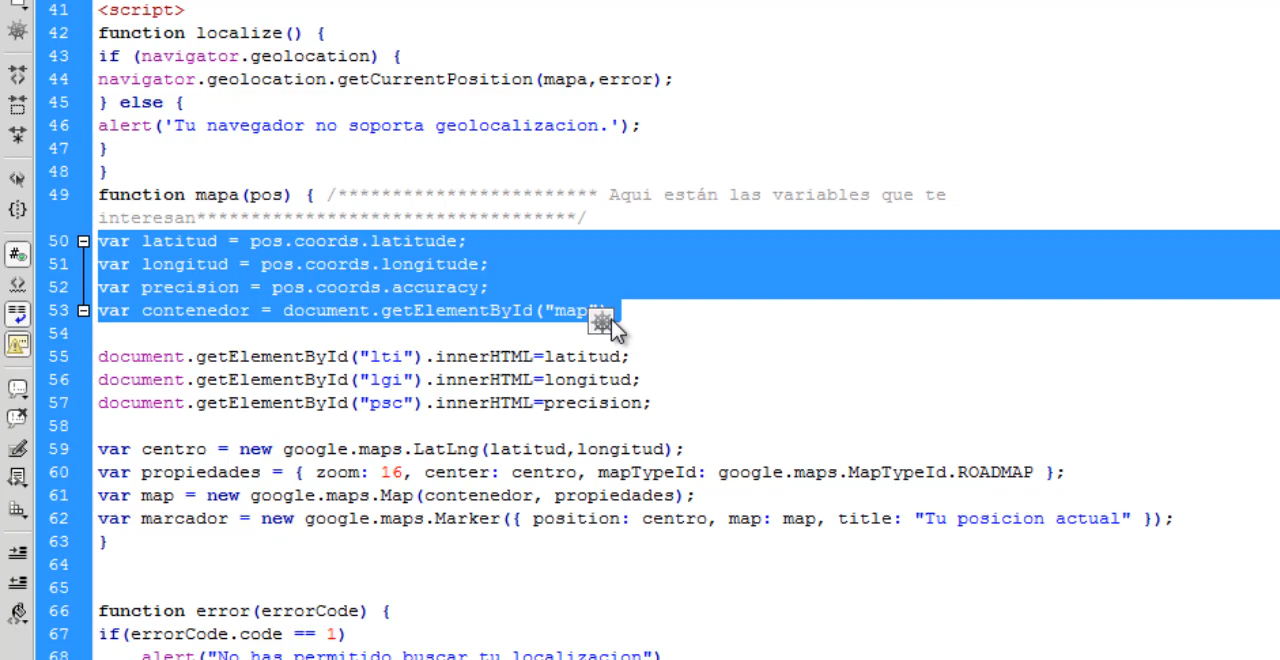 41 <script>
42 function localize() {
43 if (navigator.geolocation) {
44 navigator.geolocation.getCurrentPosition(mapa,error);
45 } else {
46 alert('Tu navegador no soporta geolocalizacion.');
47 }
48 }
49 function mapa(pos) { /************************ Aqui están las variables que te
interesan***********************************/
50 var latitud = pos.coords.latitude;
51 var longitud = pos.coords.longitude;
52 var precision = pos.coords.accuracy;
53 var contenedor = document.getElementById("map")
54
55 document.getElementById("lti").innerHTML=latitud;
56 document.getElementById("lgi").innerHTML=longitud;
57 document.getElementById("psc").innerHTML=precision;
58
59 var centro = new google.maps.LatLng(latitud,longitud);
60 var propiedades = { zoom: 16, center: centro, mapTypeId: google.maps.MapTypeId.ROADMAP };
61 var map = new google.maps.Map(contenedor, propiedades);
62 var marcador = new google.maps.Marker({ position: centro, map: map, title: "Tu posicion actual" });
63 }
64
65
66 function error(errorCode) {
67 if(errorCode.code == 1)
68 alert("No has permitido buscar tu localizacion")